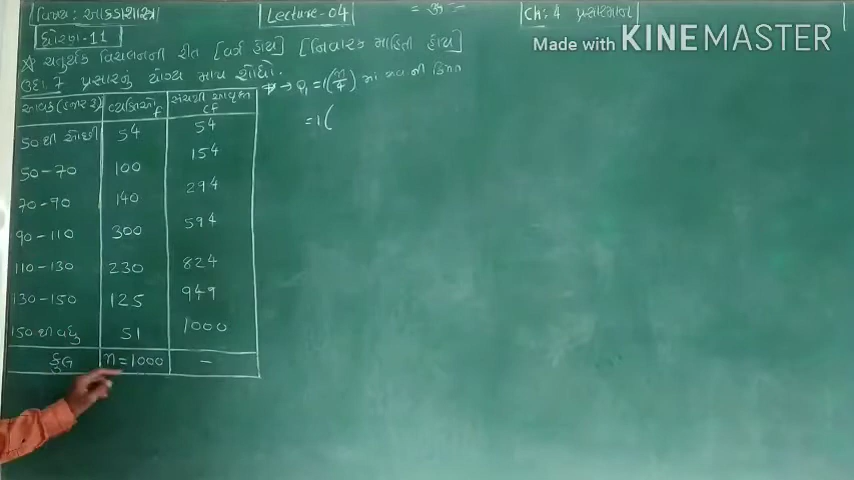 વિષય: આંકડાશાસ્ત્ર
Lecture-04
= ૐ =
Ch: 4 પ્રસારમાન
Made with KINEMASTER
ધોરણ-11
* ચતુર્થક વિચલનની રીત [વર્ગ હોય] [નિવારક માહિતી હોય]
ઉદા. 7 પ્રસારનું યોગ્ય માપ શોધો.
→ Q₁ = 1(n/4) માં અવ.ની કિંમત
= 1(
આવક(હજાર રૂ) વ્યક્તિઓ f સંચયી આવૃત્તિ cf
50થી ઓછી 54 54
50-70 100 154
70-90 140 294
90-110 300 594
110-130 230 824
130-150 125 949
150થી વધુ 51 1000
કુલ n=1000 –